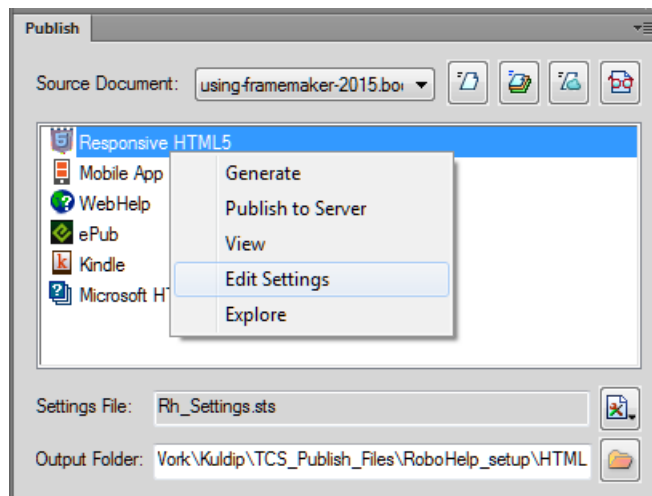 Publish
Source Document: using-framemaker-2015.bo
Responsive HTML5
Mobile App
WebHelp
ePub
Kindle
Microsoft HT
Generate
Publish to Server
View
Edit Settings
Explore
Settings File: Rh_Settings.sts
Output Folder: Vork\Kuldip\TCS_Publish_Files\RoboHelp_setup\HTML